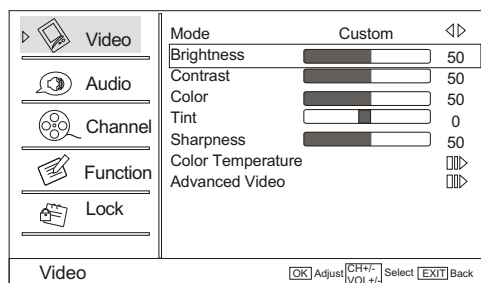 Video
Audio
Channel
Function
Lock
Mode Custom
Brightness 50
Contrast 50
Color 50
Tint 0
Sharpness 50
Color Temperature
Advanced Video
Video
OK Adjust CH+/- VOL+/- Select EXIT Back